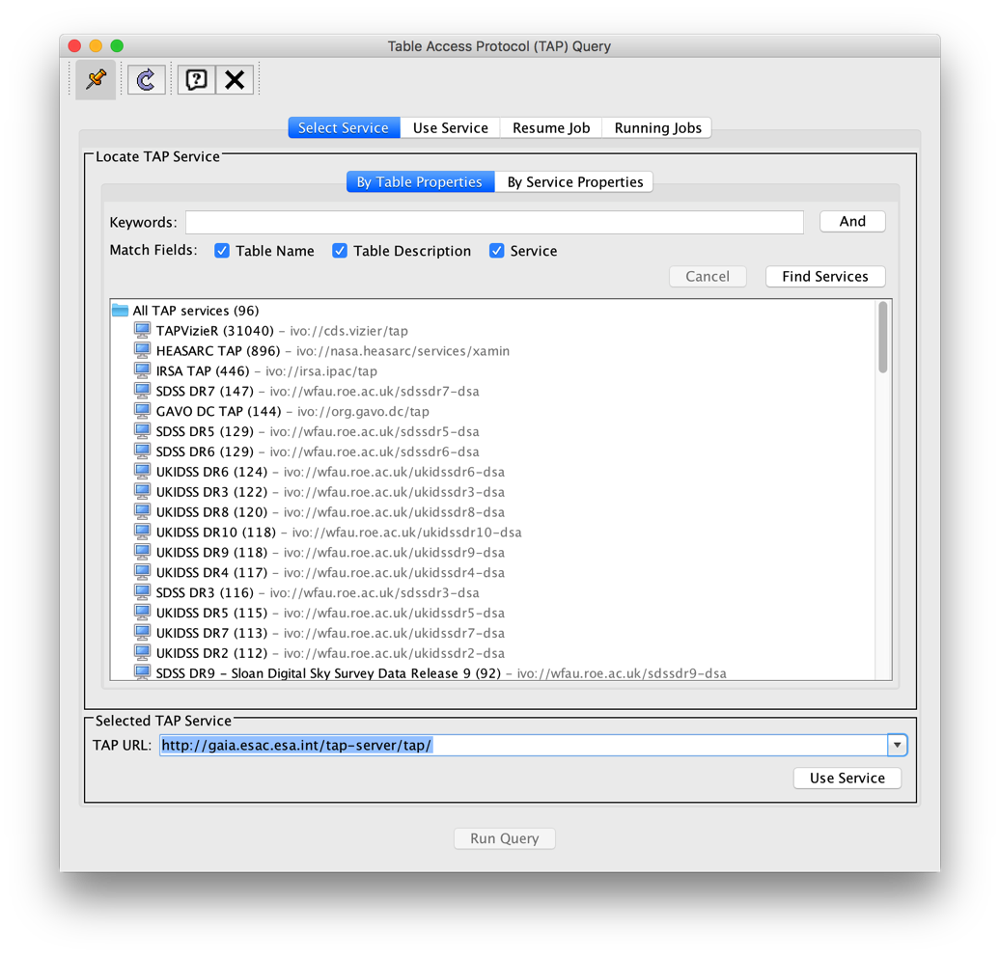 Table Access Protocol (TAP) Query
Select Service Use Service Resume Job Running Jobs
Locate TAP Service
By Table Properties By Service Properties
Keywords: And
Match Fields: Table Name Table Description Service
Cancel Find Services
All TAP services (96)
TAPVizieR (31040) – ivo://cds.vizier/tap
HEASARC TAP (896) – ivo://nasa.heasarc/services/xamin
IRSA TAP (446) – ivo://irsa.ipac/tap
SDSS DR7 (147) – ivo://wfau.roe.ac.uk/sdssdr7-dsa
GAVO DC TAP (144) – ivo://org.gavo.dc/tap
SDSS DR5 (129) – ivo://wfau.roe.ac.uk/sdssdr5-dsa
SDSS DR6 (129) – ivo://wfau.roe.ac.uk/sdssdr6-dsa
UKIDSS DR6 (124) – ivo://wfau.roe.ac.uk/ukidssdr6-dsa
UKIDSS DR3 (122) – ivo://wfau.roe.ac.uk/ukidssdr3-dsa
UKIDSS DR8 (120) – ivo://wfau.roe.ac.uk/ukidssdr8-dsa
UKIDSS DR10 (118) – ivo://wfau.roe.ac.uk/ukidssdr10-dsa
UKIDSS DR9 (118) – ivo://wfau.roe.ac.uk/ukidssdr9-dsa
UKIDSS DR4 (117) – ivo://wfau.roe.ac.uk/ukidssdr4-dsa
SDSS DR3 (116) – ivo://wfau.roe.ac.uk/sdssdr3-dsa
UKIDSS DR5 (115) – ivo://wfau.roe.ac.uk/ukidssdr5-dsa
UKIDSS DR7 (113) – ivo://wfau.roe.ac.uk/ukidssdr7-dsa
UKIDSS DR2 (112) – ivo://wfau.roe.ac.uk/ukidssdr2-dsa
SDSS DR9 – Sloan Digital Sky Survey Data Release 9 (92) – ivo://wfau.roe.ac.uk/sdssdr9-dsa
Selected TAP Service
TAP URL: http://gaia.esac.esa.int/tap-server/tap/
Use Service
Run Query